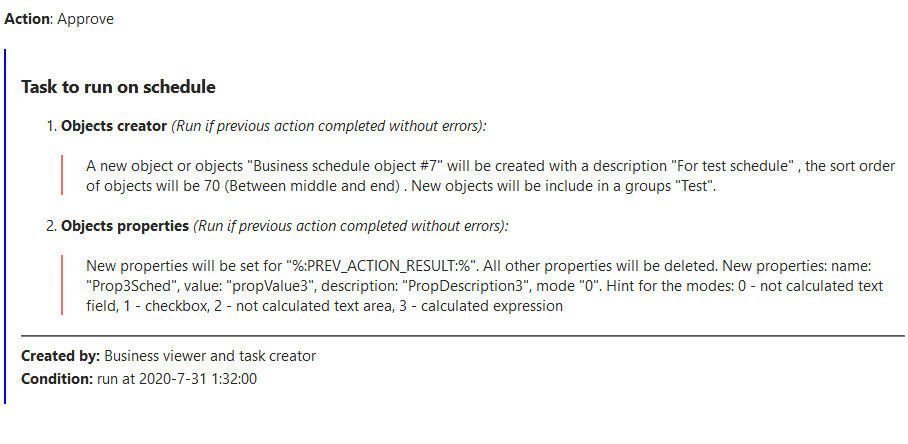 Action: Approve
Task to run on schedule
1. Objects creator (Run if previous action completed without errors):
A new object or objects "Business schedule object #7" will be created with a description "For test schedule" , the sort order
of objects will be 70 (Between middle and end) . New objects will be include in a groups "Test".
2. Objects properties (Run if previous action completed without errors):
New properties will be set for "%:PREV_ACTION_RESULT:%". All other properties will be deleted. New properties: name:
"Prop3Sched", value: "propValue3", description: "PropDescription3", mode "0". Hint for the modes: 0 - not calculated text
field, 1 - checkbox, 2 - not calculated text area, 3 - calculated expression
Created by: Business viewer and task creator
Condition: run at 2020-7-31 1:32:00